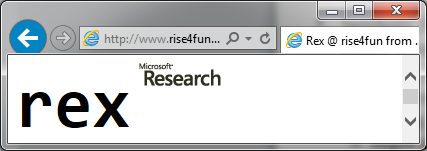 http://www.rise4fun...
Rex @ rise4fun from ...
Microsoft®
Research
rex